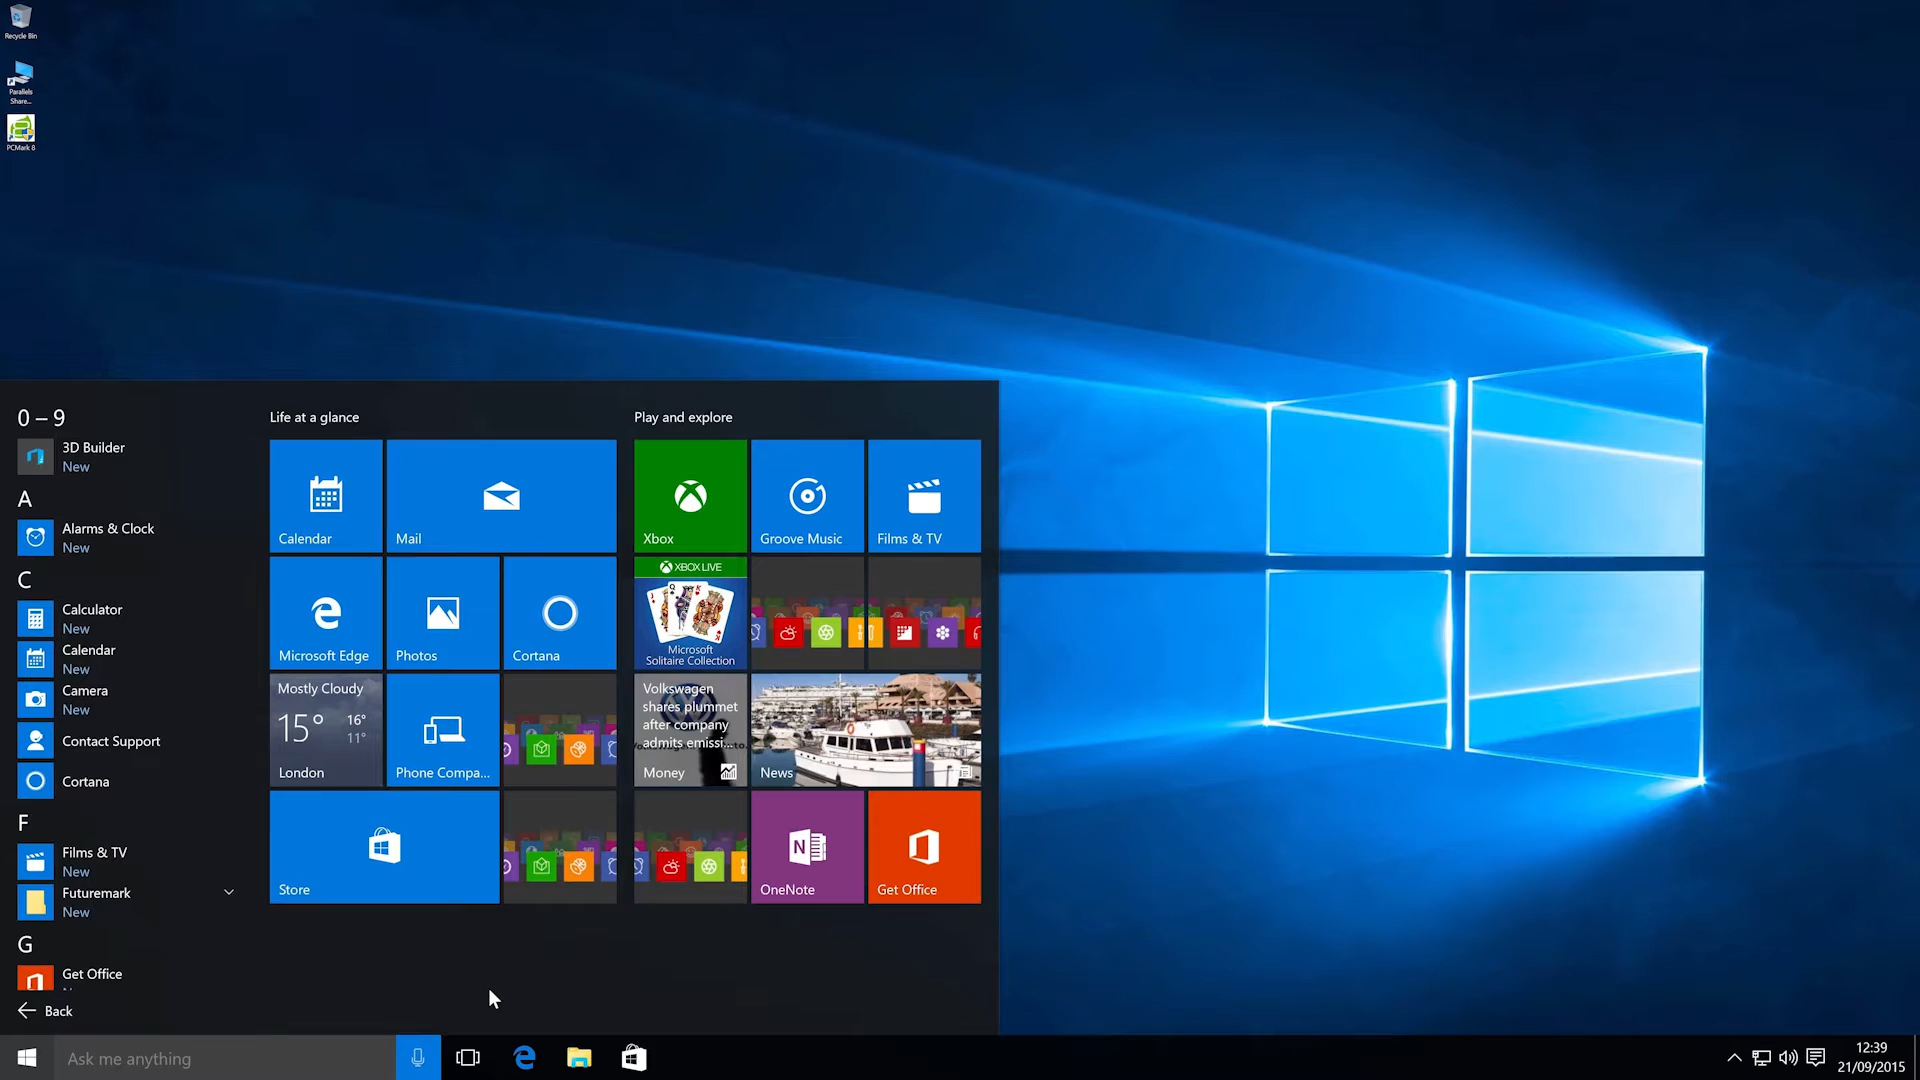 Recycle Bin
Parallels
Share...
PCMark 8
0 – 9
3D Builder
New
A
Alarms & Clock
New
C
Calculator
New
Calendar
New
Camera
New
Contact Support
Cortana
F
Films & TV
New
Futuremark
New
G
Get Office
Back
Life at a glance
Calendar
Mail
Microsoft Edge
Photos
Cortana
Mostly Cloudy
15°
16°
11°
London
Phone Compa...
Store
Play and explore
Xbox
Groove Music
Films & TV
XBOX LIVE
Microsoft
Solitaire Collection
Volkswagen
shares plummet
after company
admits emissi...
Money
News
OneNote
Get Office
Ask me anything
12:39
21/09/2015